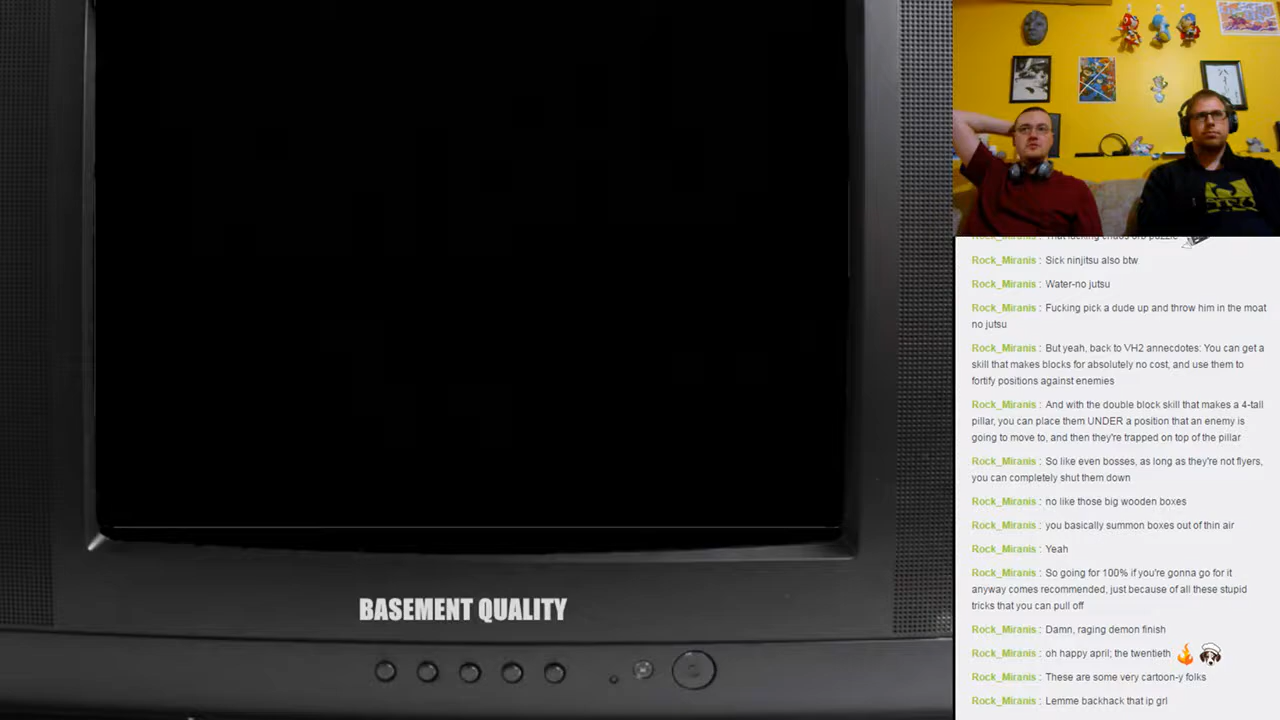 Rock_Miranis : That fucking chaos orb puzzle
Rock_Miranis : Sick ninjitsu also btw
Rock_Miranis : Water-no jutsu
Rock_Miranis : Fucking pick a dude up and throw him in the moat
no jutsu
Rock_Miranis : But yeah, back to VH2 annecdotes: You can get a
skill that makes blocks for absolutely no cost, and use them to
fortify positions against enemies
Rock_Miranis : And with the double block skill that makes a 4-tall
pillar, you can place them UNDER a position that an enemy is
going to move to, and then they're trapped on top of the pillar
Rock_Miranis : So like even bosses, as long as they're not flyers,
you can completely shut them down
Rock_Miranis : no like those big wooden boxes
Rock_Miranis : you basically summon boxes out of thin air
Rock_Miranis : Yeah
Rock_Miranis : So going for 100% if you're gonna go for it
anyway comes recommended, just because of all these stupid
tricks that you can pull off
Rock_Miranis : Damn, raging demon finish
Rock_Miranis : oh happy april; the twentieth
Rock_Miranis : These are some very cartoon-y folks
Rock_Miranis : Lemme backhack that ip grl
BASEMENT QUALITY